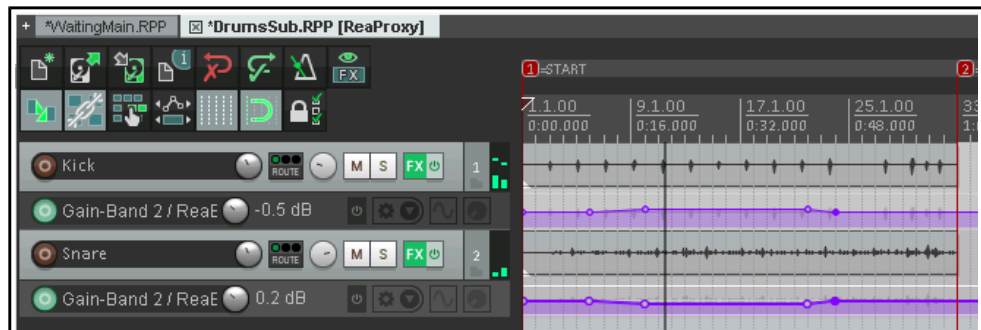 + *WaitingMain.RPP *DrumsSub.RPP [ReaProxy]
FX
1=START 2=
1.1.00 9.1.00 17.1.00 25.1.00 33
0:00.000 0:16.000 0:32.000 0:48.000 1:
Kick ROUTE M S FX 1
Gain-Band 2 / ReaE -0.5 dB
Snare ROUTE M S FX 2
Gain-Band 2 / ReaE 0.2 dB